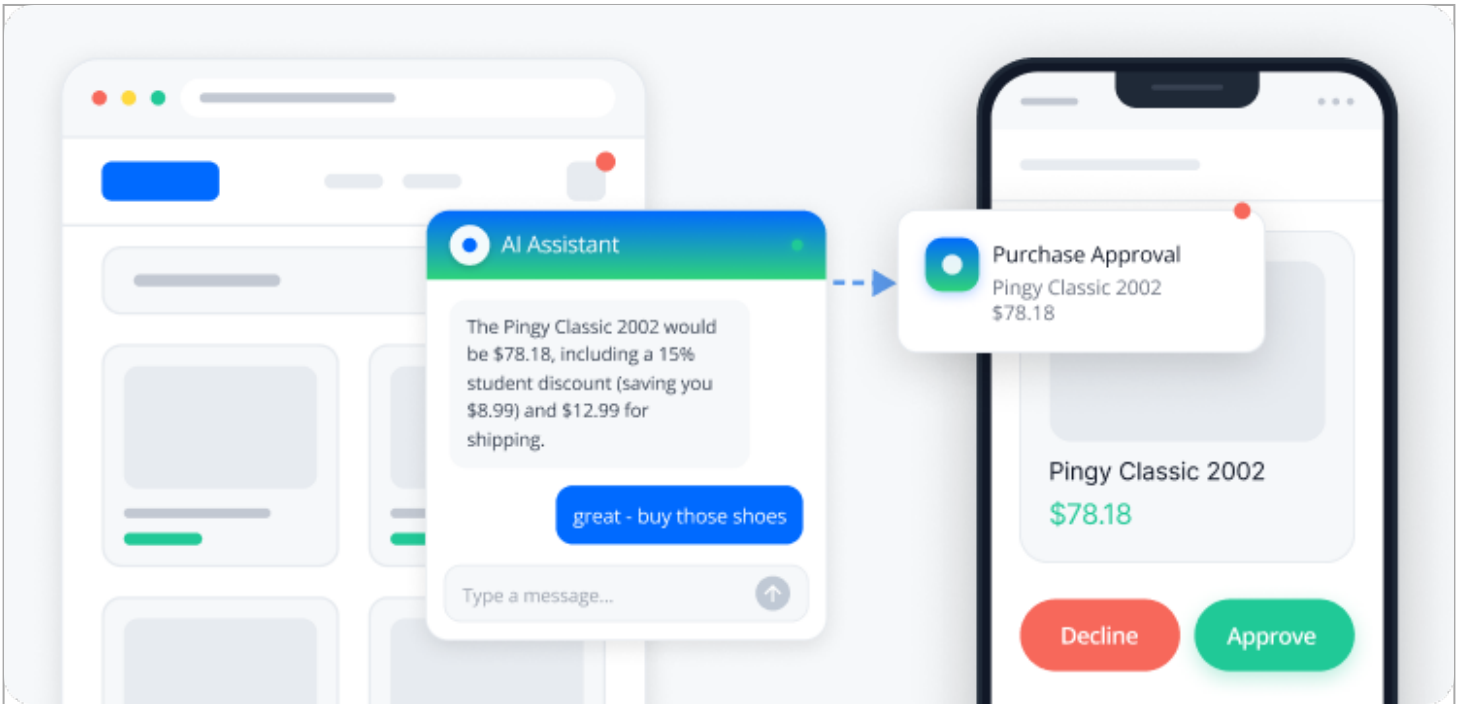 AI Assistant
The Pingy Classic 2002 would
be $78.18, including a 15%
student discount (saving you
$8.99) and $12.99 for
shipping.
great - buy those shoes
Type a message...
Purchase Approval
Pingy Classic 2002
$78.18
Pingy Classic 2002
$78.18
Decline
Approve